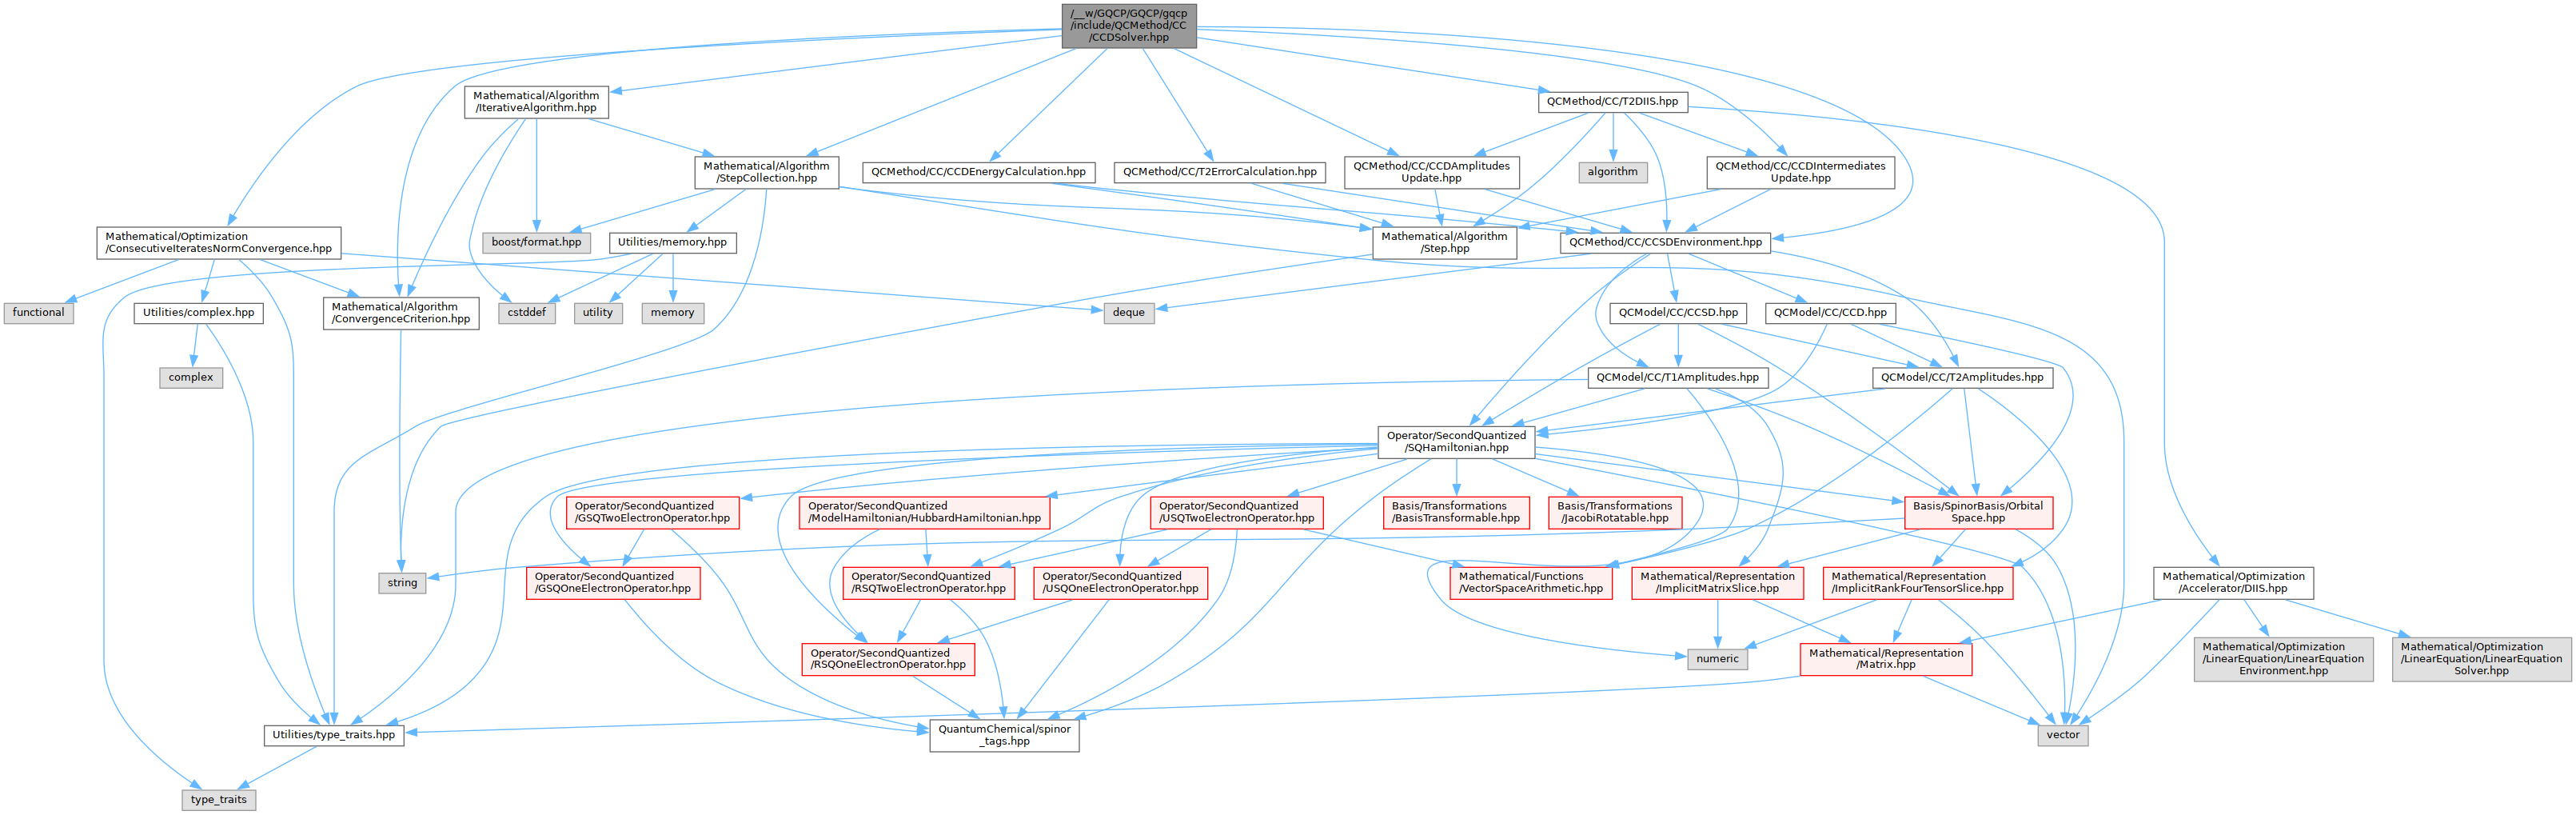 /__w/GQCP/GQCP/gqcp
/include/QCMethod/CC
/CCDSolver.hpp
Mathematical/Algorithm
/IterativeAlgorithm.hpp
QCMethod/CC/T2DIIS.hpp
Mathematical/Algorithm
/StepCollection.hpp
QCMethod/CC/CCDEnergyCalculation.hpp
QCMethod/CC/T2ErrorCalculation.hpp
QCMethod/CC/CCDAmplitudes
Update.hpp
algorithm
QCMethod/CC/CCDIntermediates
Update.hpp
Mathematical/Optimization
/ConsecutiveIteratesNormConvergence.hpp
boost/format.hpp
Utilities/memory.hpp
Mathematical/Algorithm
/Step.hpp
QCMethod/CC/CCSDEnvironment.hpp
functional
Utilities/complex.hpp
Mathematical/Algorithm
/ConvergenceCriterion.hpp
cstddef
utility
memory
deque
QCModel/CC/CCSD.hpp
QCModel/CC/CCD.hpp
complex
QCModel/CC/T1Amplitudes.hpp
QCModel/CC/T2Amplitudes.hpp
Operator/SecondQuantized
/SQHamiltonian.hpp
Operator/SecondQuantized
/GSQTwoElectronOperator.hpp
Operator/SecondQuantized
/ModelHamiltonian/HubbardHamiltonian.hpp
Operator/SecondQuantized
/USQTwoElectronOperator.hpp
Basis/Transformations
/BasisTransformable.hpp
Basis/Transformations
/JacobiRotatable.hpp
Basis/SpinorBasis/Orbital
Space.hpp
string
Operator/SecondQuantized
/GSQOneElectronOperator.hpp
Operator/SecondQuantized
/RSQTwoElectronOperator.hpp
Operator/SecondQuantized
/USQOneElectronOperator.hpp
Mathematical/Functions
/VectorSpaceArithmetic.hpp
Mathematical/Representation
/ImplicitMatrixSlice.hpp
Mathematical/Representation
/ImplicitRankFourTensorSlice.hpp
Mathematical/Optimization
/Accelerator/DIIS.hpp
Operator/SecondQuantized
/RSQOneElectronOperator.hpp
numeric
Mathematical/Representation
/Matrix.hpp
Mathematical/Optimization
/LinearEquation/LinearEquation
Environment.hpp
Mathematical/Optimization
/LinearEquation/LinearEquation
Solver.hpp
Utilities/type_traits.hpp
QuantumChemical/spinor
_tags.hpp
vector
type_traits